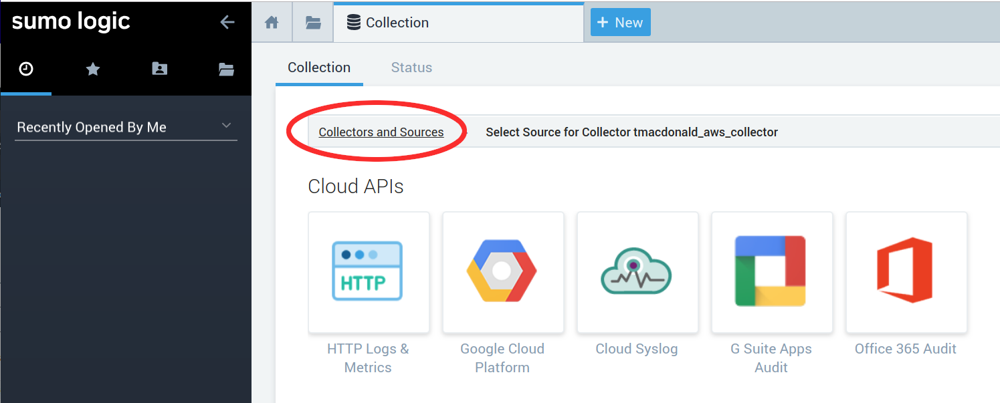 sumo logic
Collection
+ New
Collection
Status
Recently Opened By Me
Collectors and Sources
Select Source for Collector tmacdonald_aws_collector
Cloud APIs
HTTP
HTTP Logs &
Metrics
Google Cloud
Platform
Cloud Syslog
G Suite Apps
Audit
Office 365 Audit